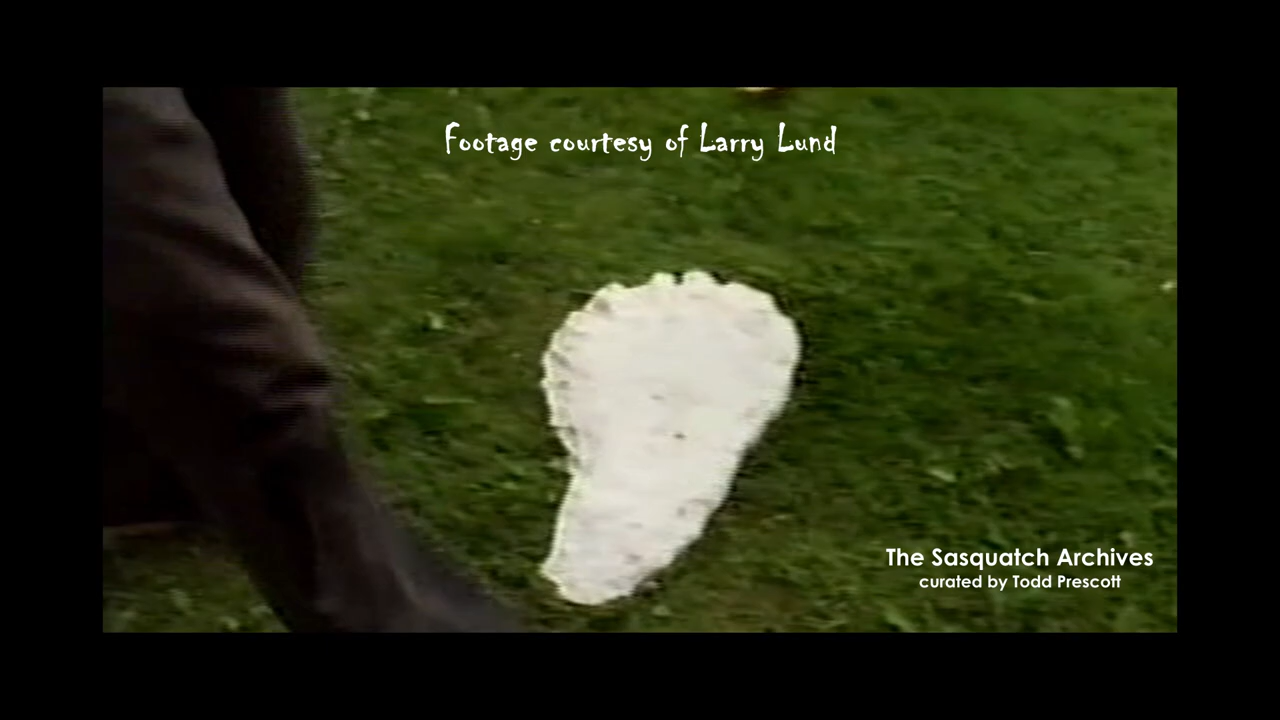 Footage courtesy of Larry Lund
The Sasquatch Archives
curated by Todd Prescott